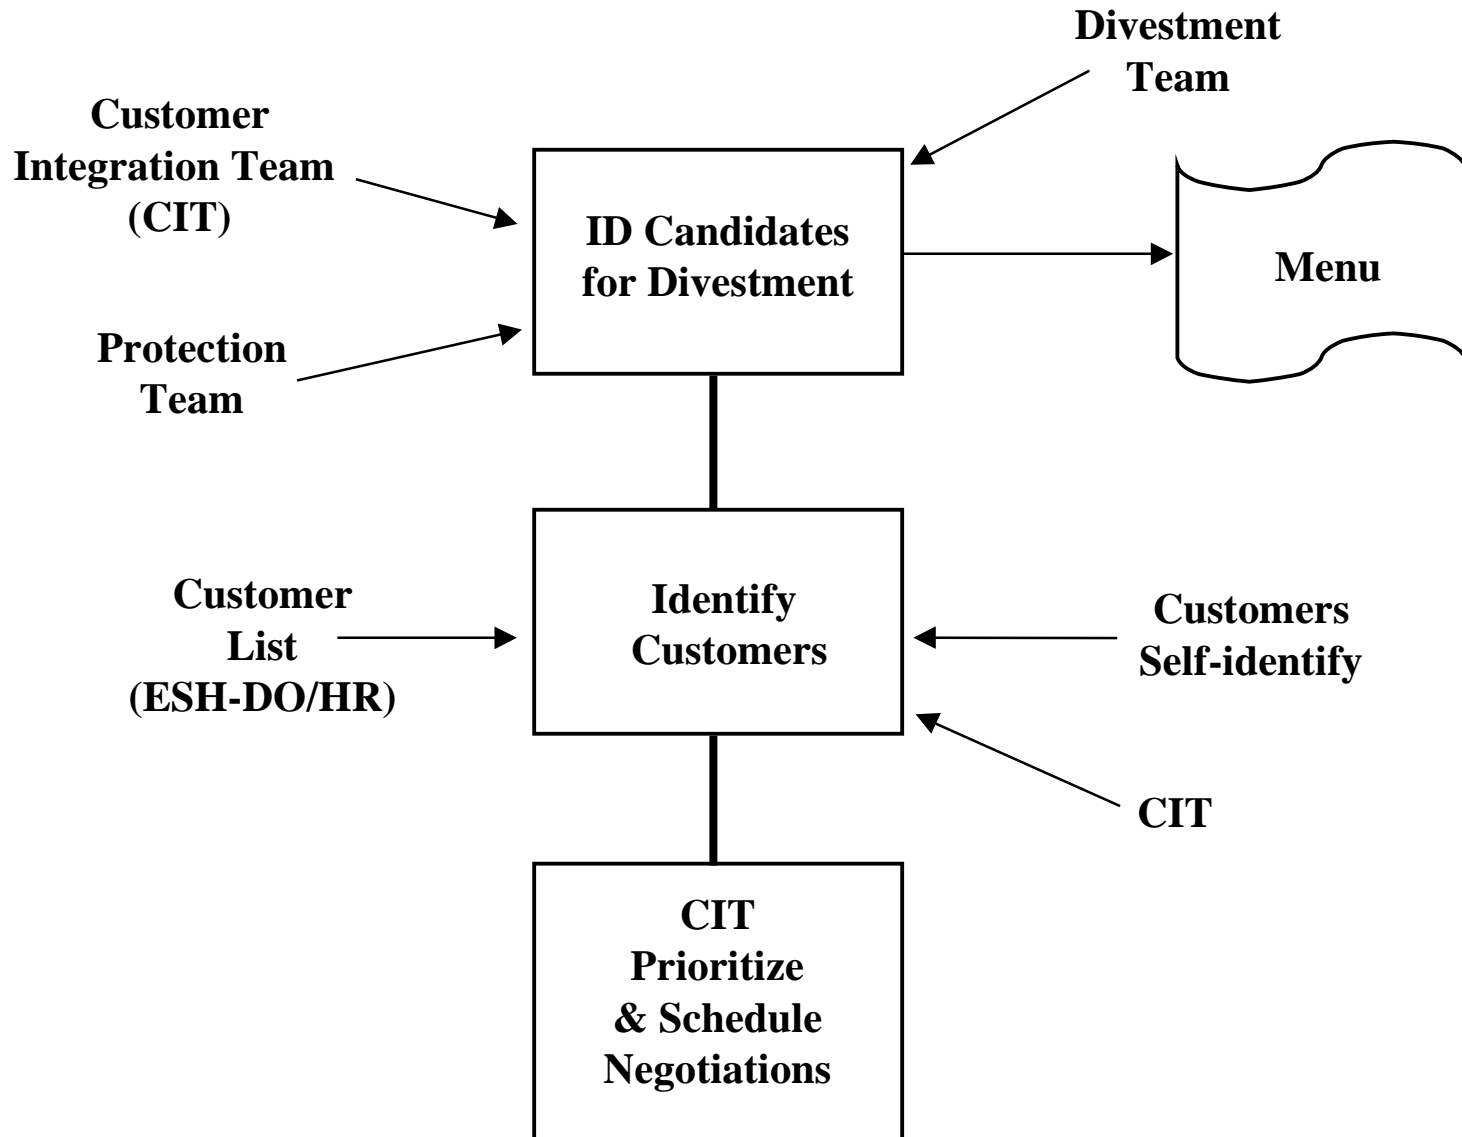 Divestment
Team
Customer
Integration Team
(CIT)
ID Candidates
for Divestment
Menu
Protection
Team
Customer
List
(ESH-DO/HR)
Identify
Customers
Customers
Self-identify
CIT
CIT
Prioritize
& Schedule
Negotiations